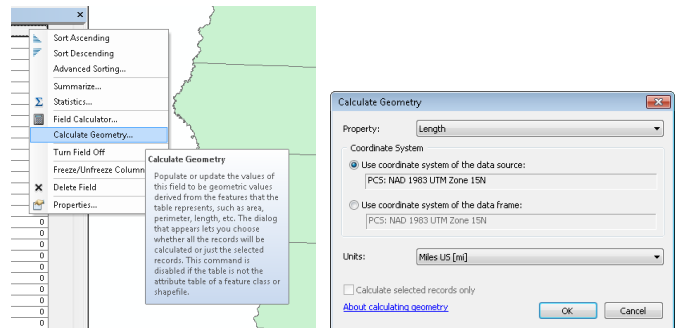 Sort Ascending
Sort Descending
Advanced Sorting...
Summarize...
Σ Statistics...
Field Calculator...
Calculate Geometry...
Turn Field Off
Freeze/Unfreeze Column
Delete Field
Properties...
Calculate Geometry
Populate or update the values of
this field to be geometric values
derived from the features that the
table represents, such as area,
perimeter, length, etc. The dialog
that appears lets you choose
whether all the records will be
calculated or just the selected
records. This command is
disabled if the table is not the
attribute table of a feature class or
shapefile.
0
0
0
0
0
0
0
0
0
0
Calculate Geometry
Property: Length
Coordinate System
Use coordinate system of the data source:
PCS: NAD 1983 UTM Zone 15N
Use coordinate system of the data frame:
PCS: NAD 1983 UTM Zone 15N
Units: Miles US [mi]
Calculate selected records only
About calculating geometry
OK Cancel